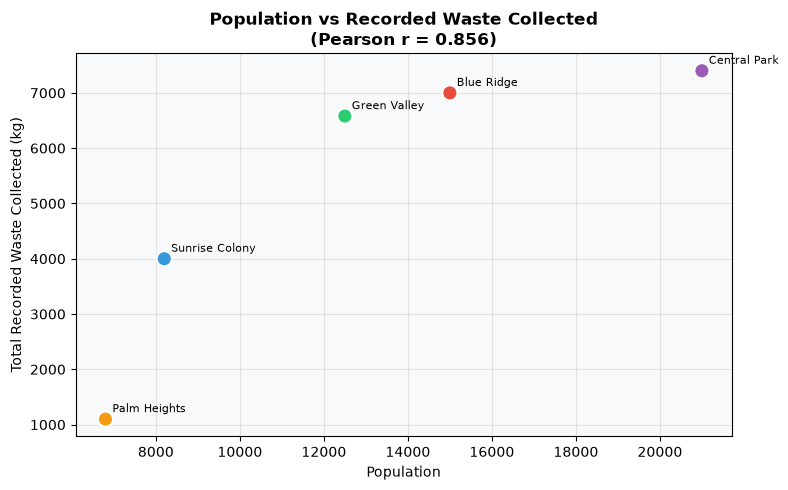 Population vs Recorded Waste Collected
(Pearson r = 0.856)
Central Park
Blue Ridge
Green Valley
Sunrise Colony
Palm Heights
Total Recorded Waste Collected (kg)
7000
6000
5000
4000
3000
2000
1000
8000 10000 12000 14000 16000 18000 20000
Population